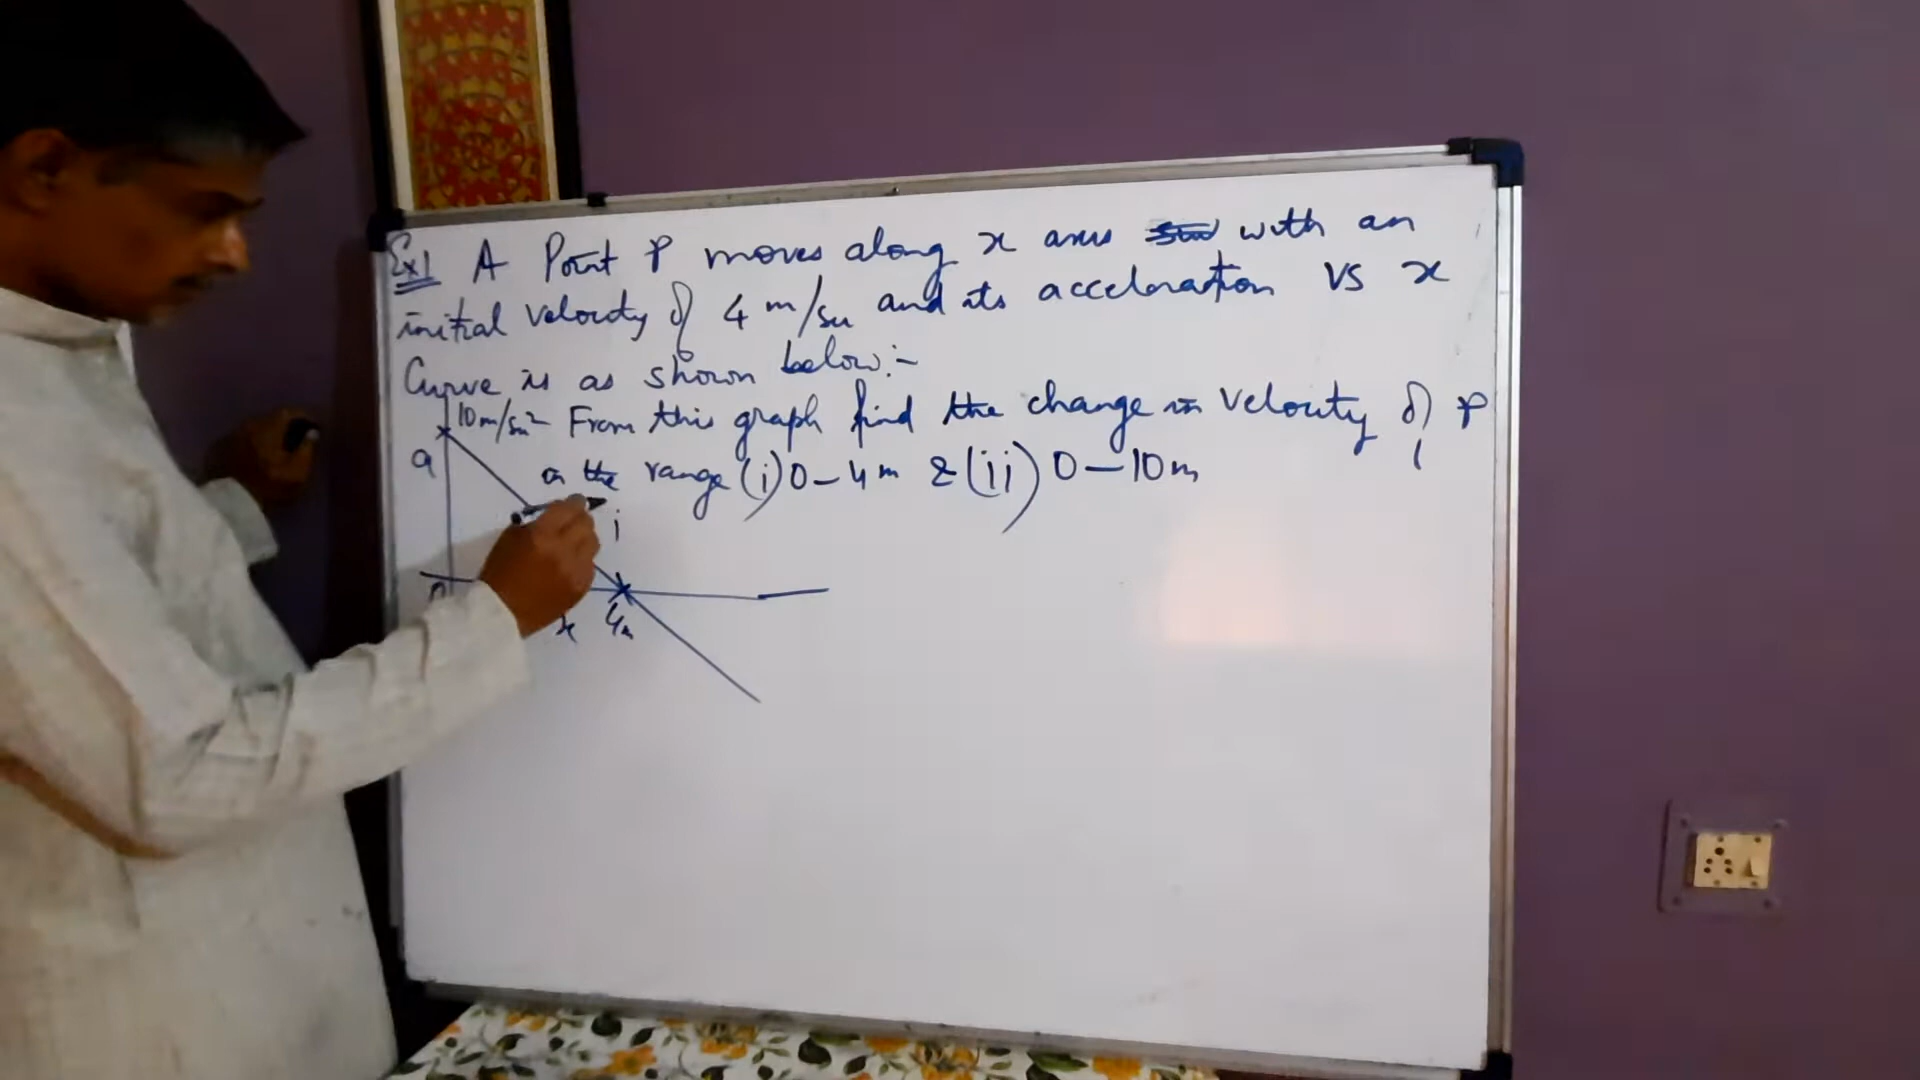 Ex1 A Point P moves along x axis with an
initial velocity of 4 m/sec and its acceleration vs x
Curve is as shown below:-
10m/sec² From this graph find the change in velocity of P
a
in the range (i) 0-4m & (ii) 0-10m
x 4m